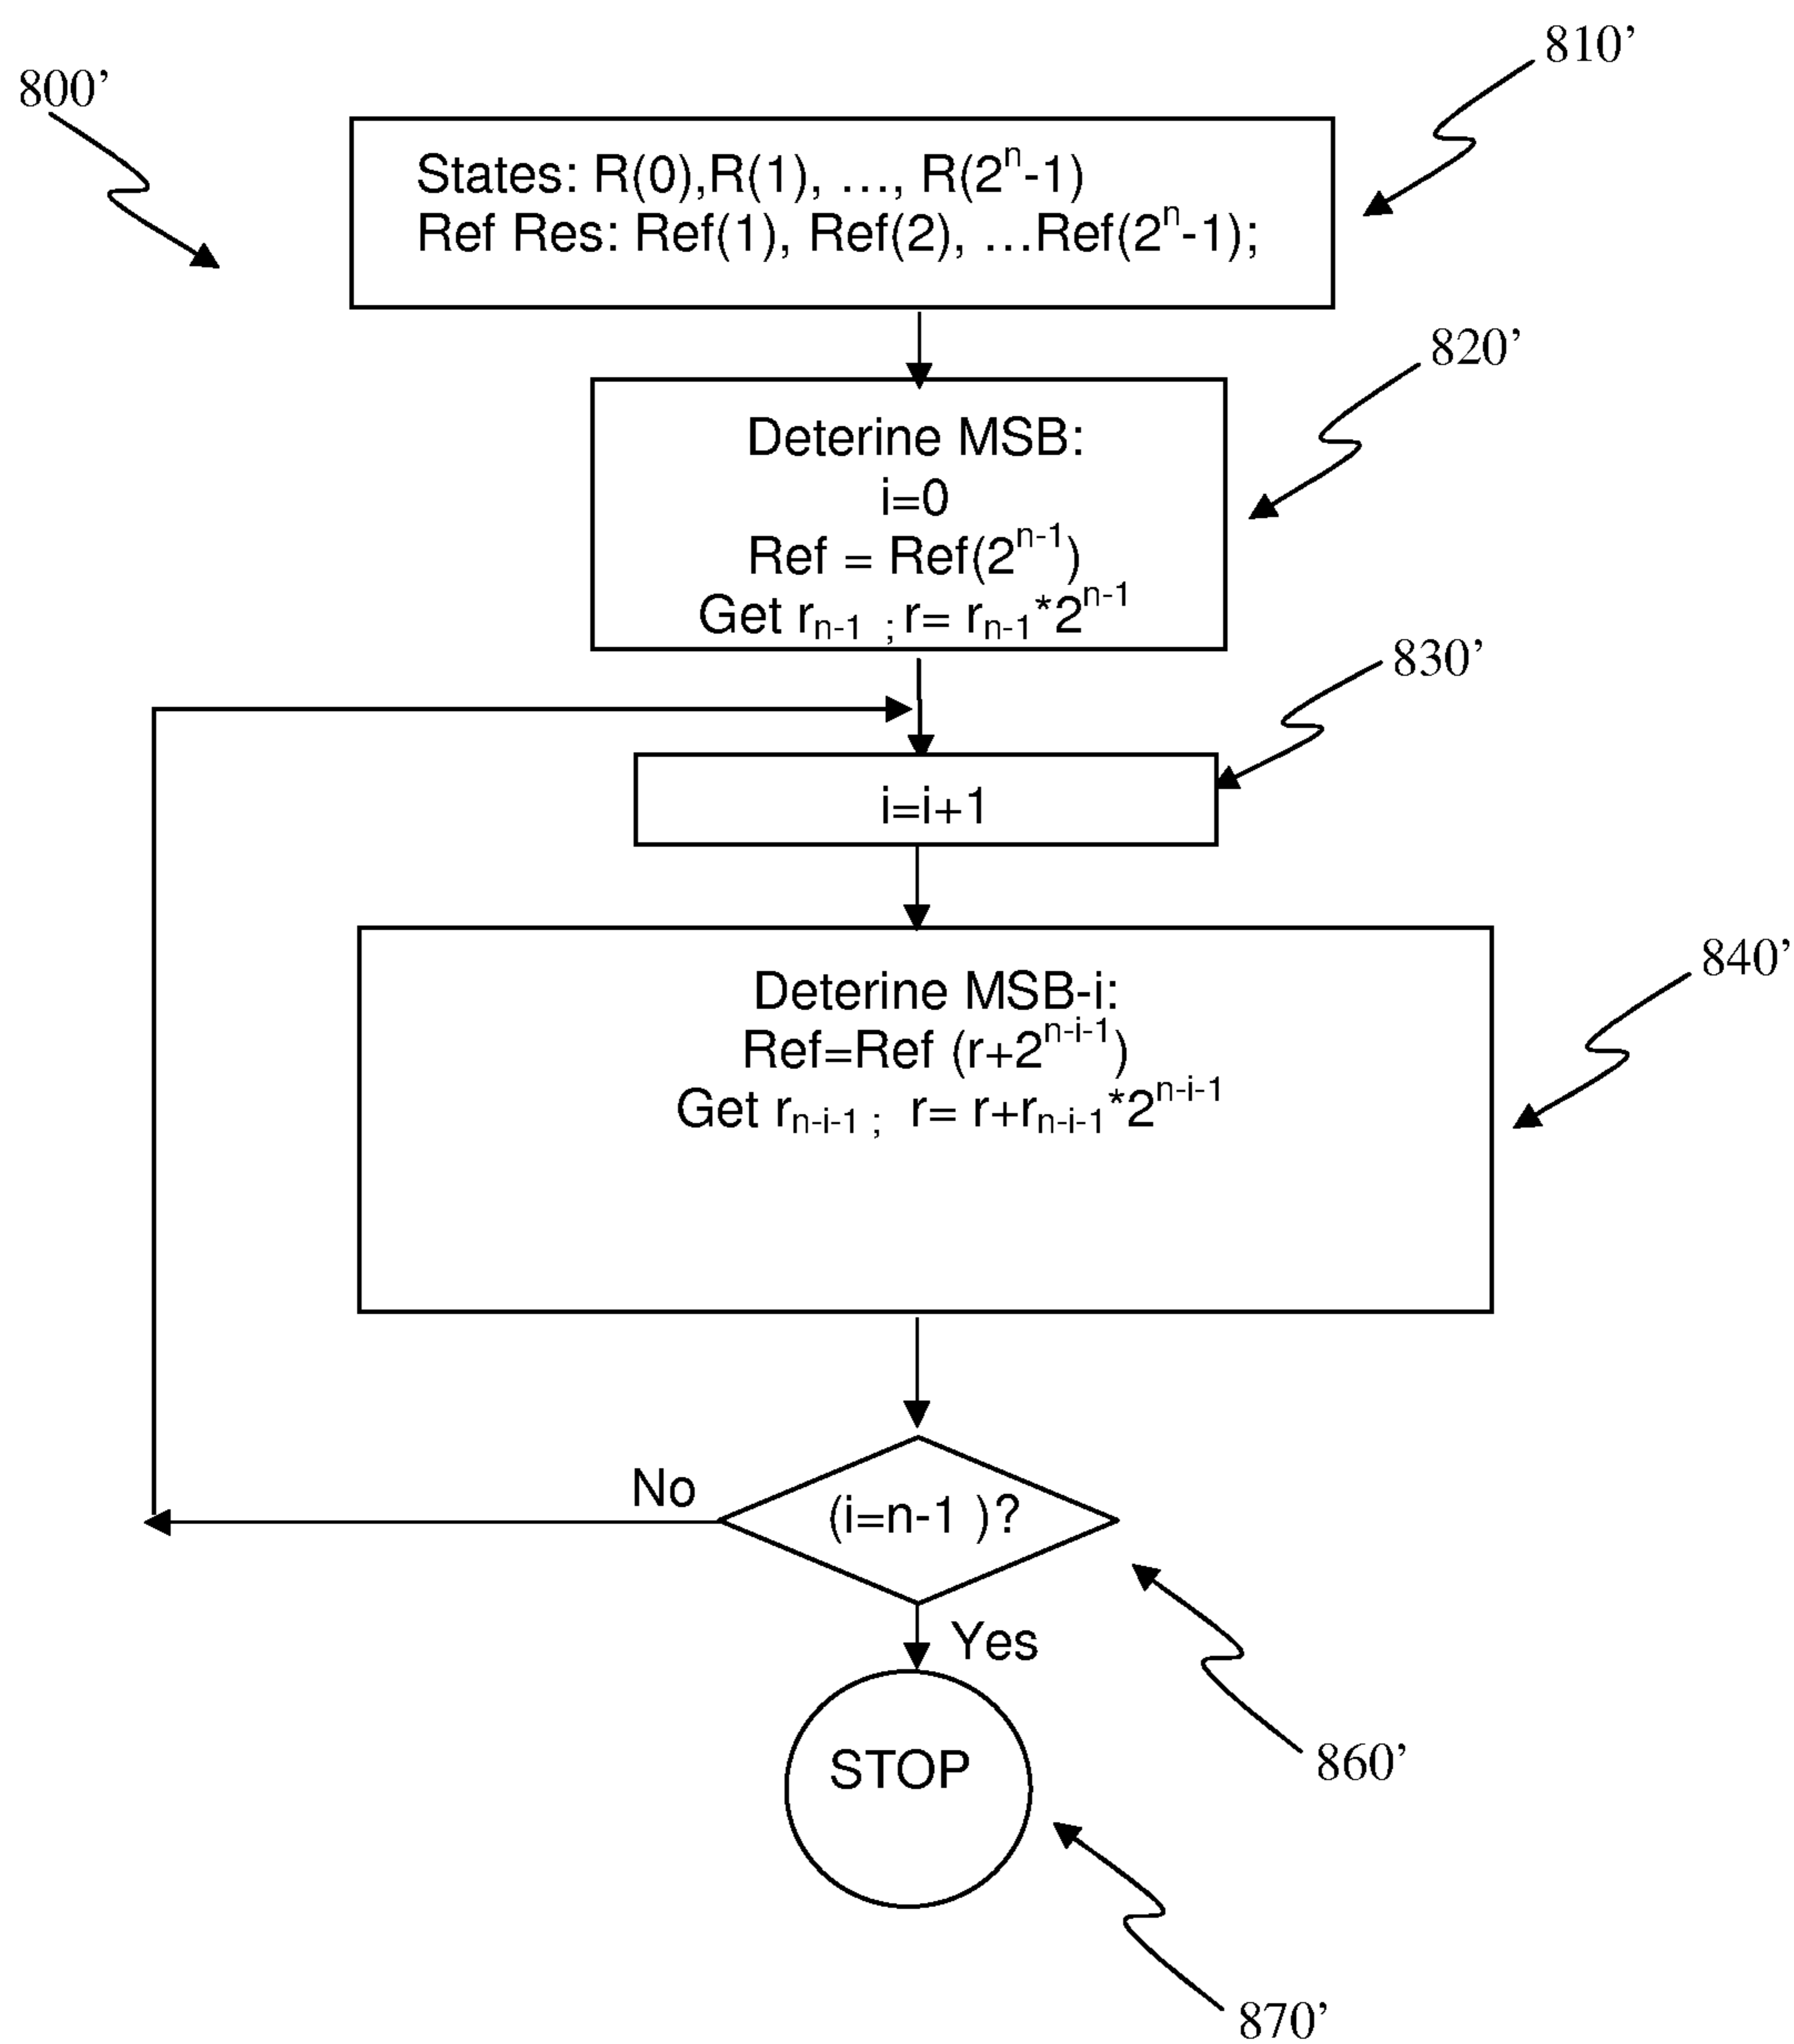 800’
810’
States: R(0),R(1), ..., R(2ⁿ-1)
Ref Res: Ref(1), Ref(2), ...Ref(2ⁿ-1);
820’
Deterine MSB:
i=0
Ref = Ref(2ⁿ⁻¹)
Get rₙ₋₁ ; r= rₙ₋₁*2ⁿ⁻¹
830’
i=i+1
840’
Deterine MSB-i:
Ref=Ref (r+2ⁿ⁻ⁱ⁻¹)
Get rₙ₋ᵢ₋₁ ; r= r+rₙ₋ᵢ₋₁*2ⁿ⁻ⁱ⁻¹
No
(i=n-1 )?
Yes
860’
STOP
870’